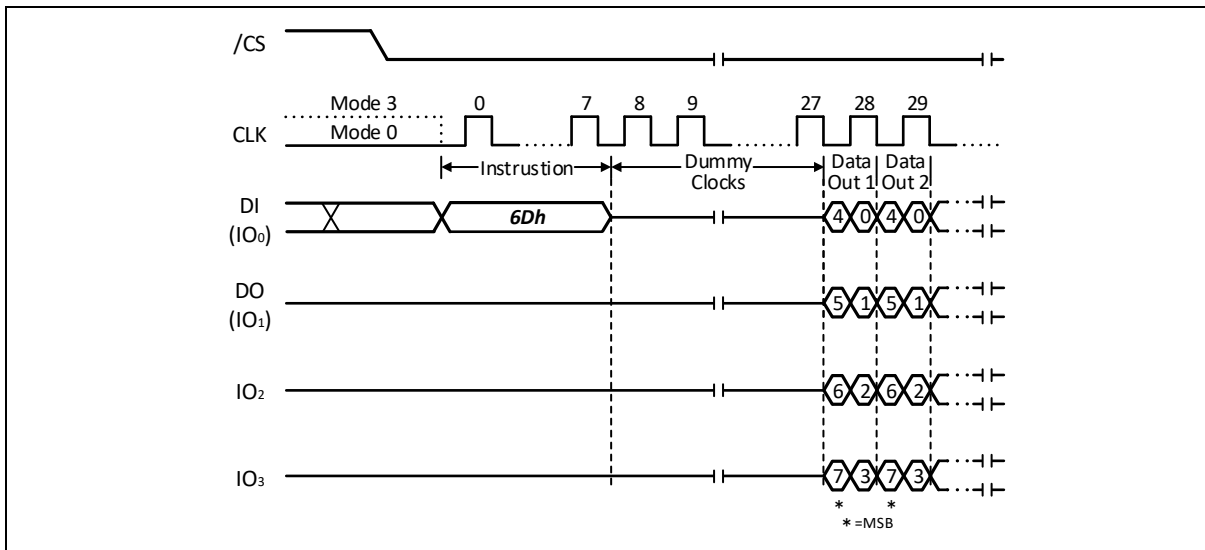 /CS
Mode 3 0 7 8 9 27 28 29
CLK Mode 0
Instrustion Dummy Clocks Data Out 1 Data Out 2
DI
(IO0) 6Dh 4 0 4 0
DO
(IO1) 5 1 5 1
IO2 6 2 6 2
IO3 7 3 7 3
* *
* =MSB